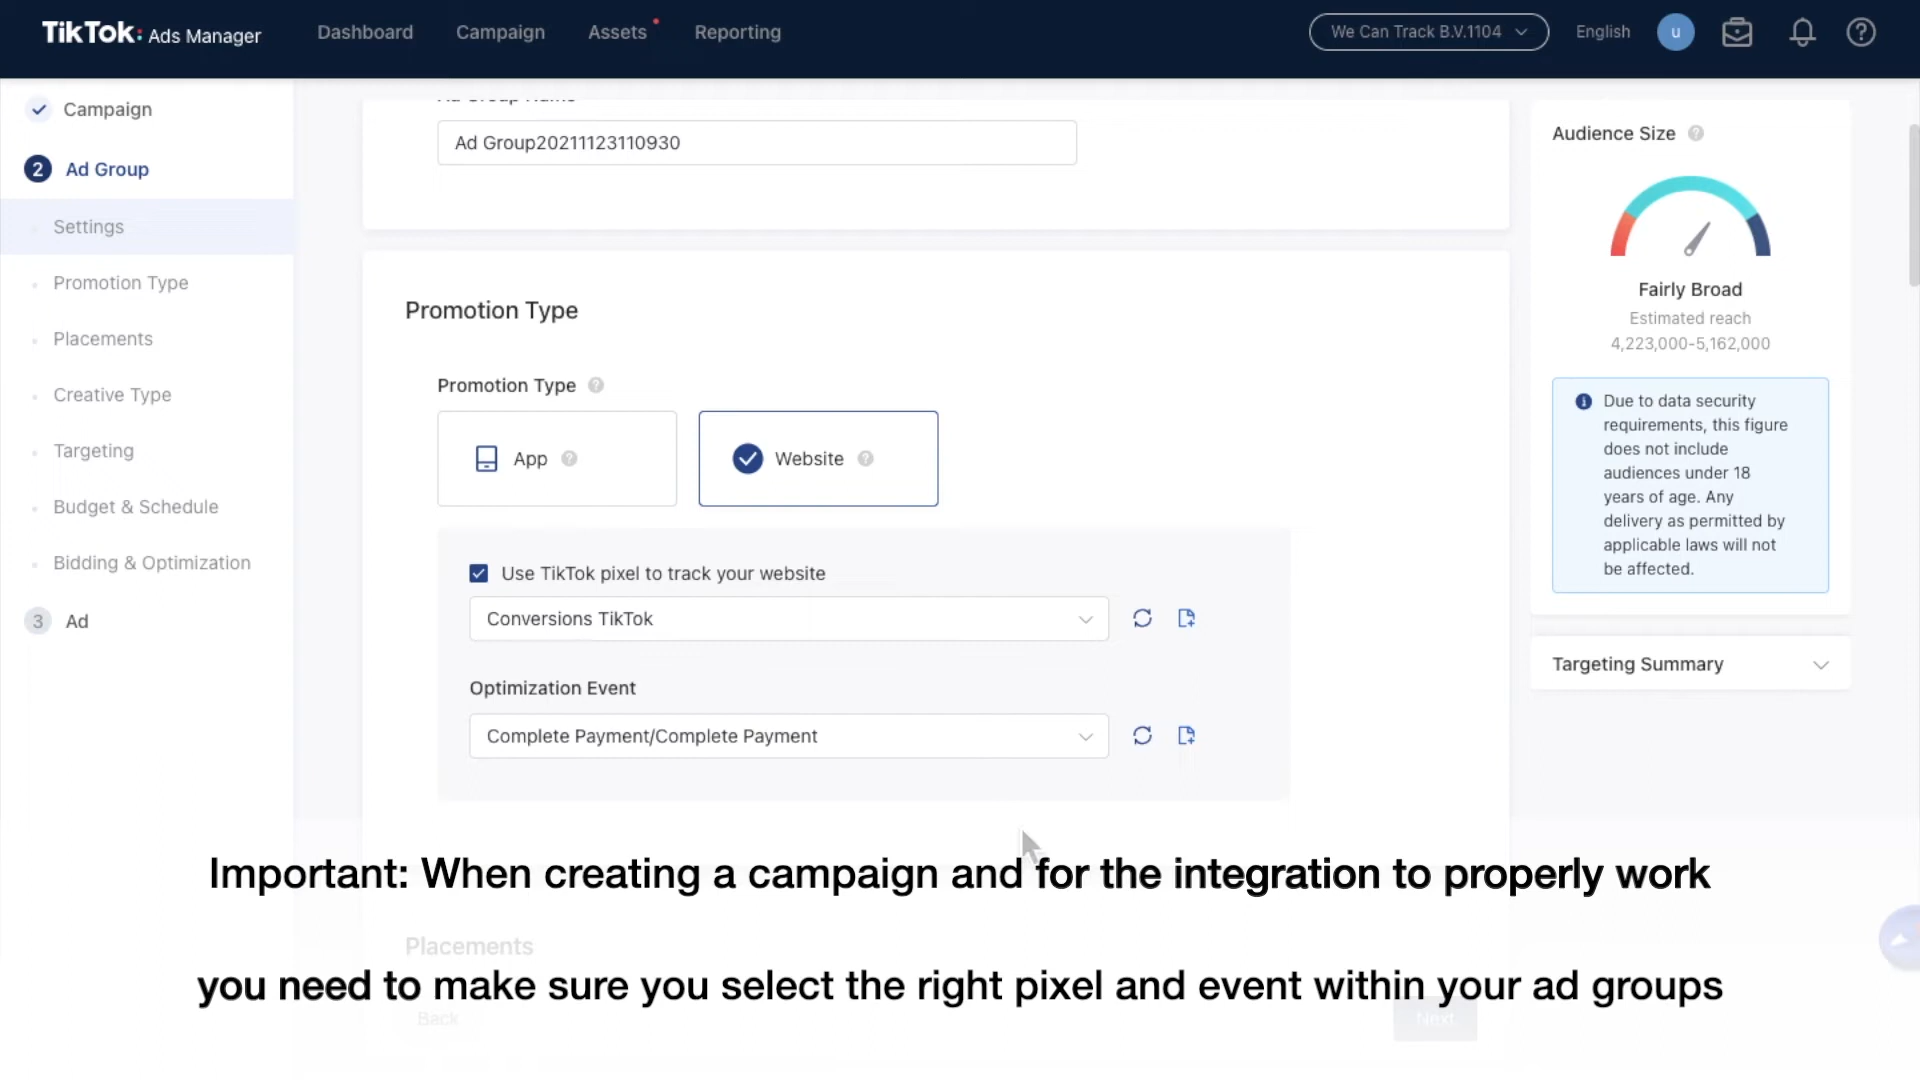 TikTok: Ads Manager
Dashboard
Campaign
Assets
Reporting
We Can Track B.V.1104
English
u
Campaign
2 Ad Group
Settings
Promotion Type
Placements
Creative Type
Targeting
Budget & Schedule
Bidding & Optimization
3 Ad
Ad Group Name
Ad Group20211123110930
Promotion Type
Promotion Type
App
Website
Use TikTok pixel to track your website
Conversions TikTok
Optimization Event
Complete Payment/Complete Payment
Placements
Back
Next
Audience Size
Fairly Broad
Estimated reach
4,223,000-5,162,000
Due to data security
requirements, this figure
does not include
audiences under 18
years of age. Any
delivery as permitted by
applicable laws will not
be affected.
Targeting Summary
Important: When creating a campaign and for the integration to properly work
you need to make sure you select the right pixel and event within your ad groups